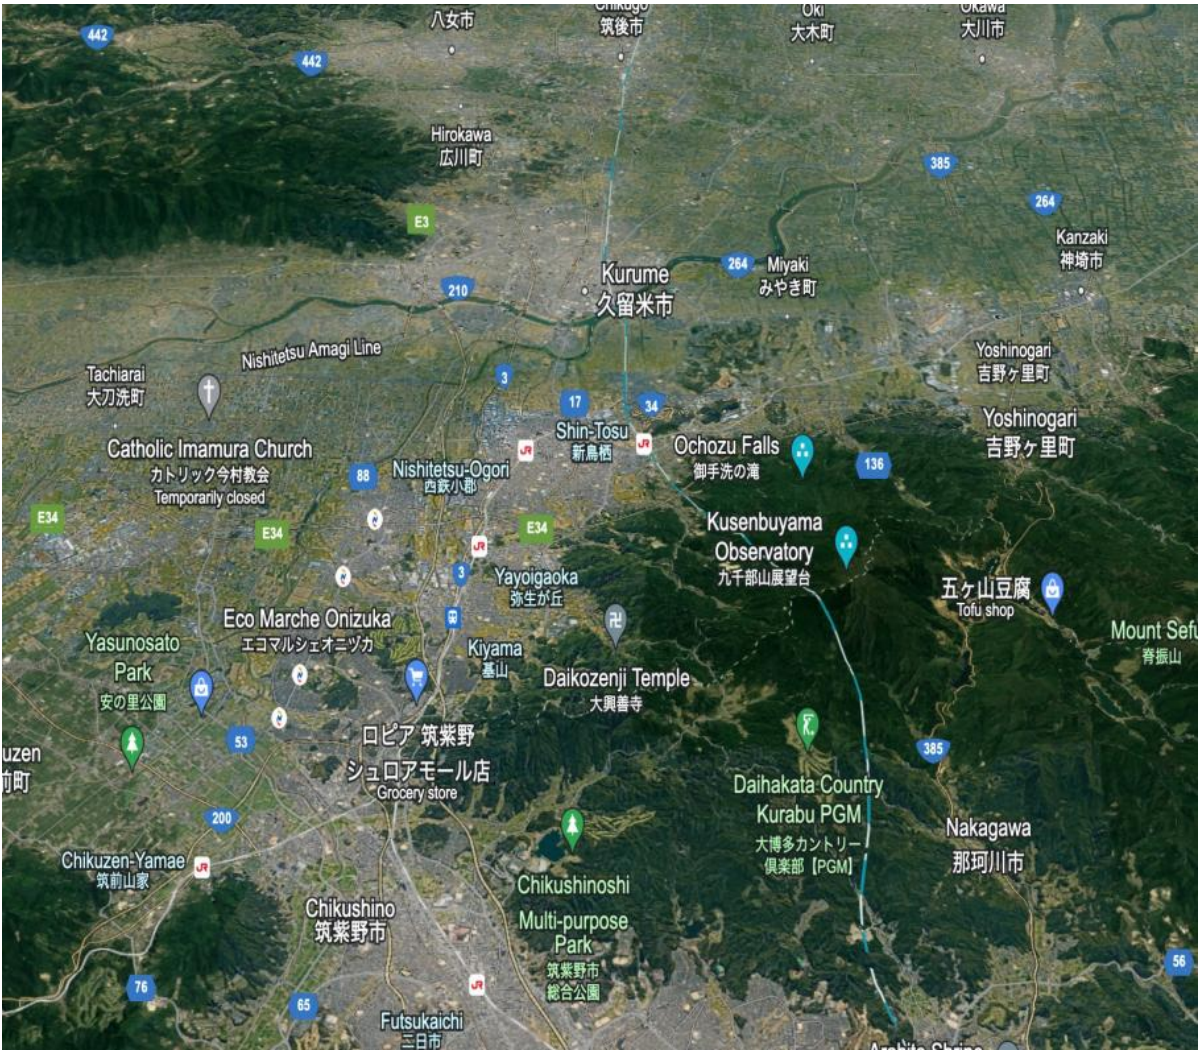 442
八女市
Chikugo
筑後市
Oki
大木町
Okawa
大川市
442
Hirokawa
広川町
385
264
E3
Kanzaki
神埼市
Kurume
久留米市
264
Miyaki
みやき町
210
Nishitetsu Amagi Line
Tachiarai
大刀洗町
3
17
34
Yoshinogari
吉野ヶ里町
Yoshinogari
吉野ヶ里町
Shin-Tosu
新鳥栖
JR
JR
Ochozu Falls
御手洗の滝
136
Catholic Imamura Church
カトリック今村教会
Temporarily closed
88
Nishitetsu-Ogori
西鉄小郡
E34
E34
E34
JR
Kusenbuyama
Observatory
九千部山展望台
3
Yayoigaoka
弥生が丘
五ヶ山豆腐
Tofu shop
Eco Marche Onizuka
エコマルシェオニヅカ
Yasunosato
Park
安の里公園
Kiyama
基山
卍
Daikozenji Temple
大興善寺
Mount Sefu
脊振山
53
ロピア 筑紫野
シュロアモール店
Grocery store
uzen
前町
385
Daihakata Country
Kurabu PGM
大博多カントリー
倶楽部【PGM】
200
Nakagawa
那珂川市
Chikuzen-Yamae
筑前山家
JR
Chikushinoshi
Multi-purpose
Park
筑紫野市
総合公園
Chikushino
筑紫野市
56
76
65
JR
Futsukaichi
二日市
Arahito Shrine